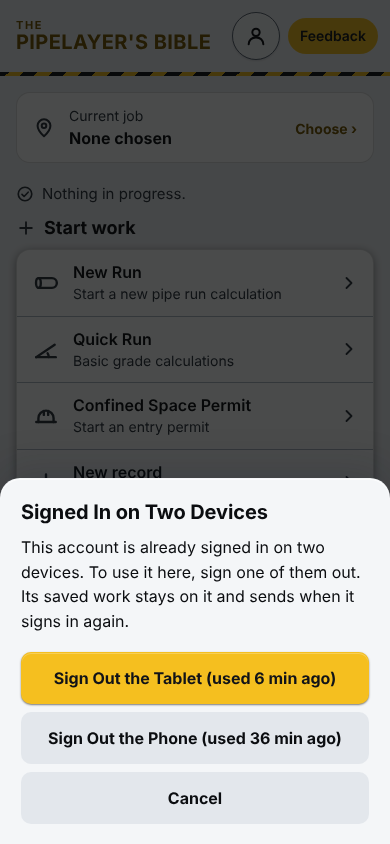 THE
PIPELAYER'S BIBLE
Feedback
Current job
None chosen
Choose ›
Nothing in progress.
Start work
New Run
Start a new pipe run calculation
Quick Run
Basic grade calculations
Confined Space Permit
Start an entry permit
New record
Signed In on Two Devices
This account is already signed in on two
devices. To use it here, sign one of them out.
Its saved work stays on it and sends when it
signs in again.
Sign Out the Tablet (used 6 min ago)
Sign Out the Phone (used 36 min ago)
Cancel